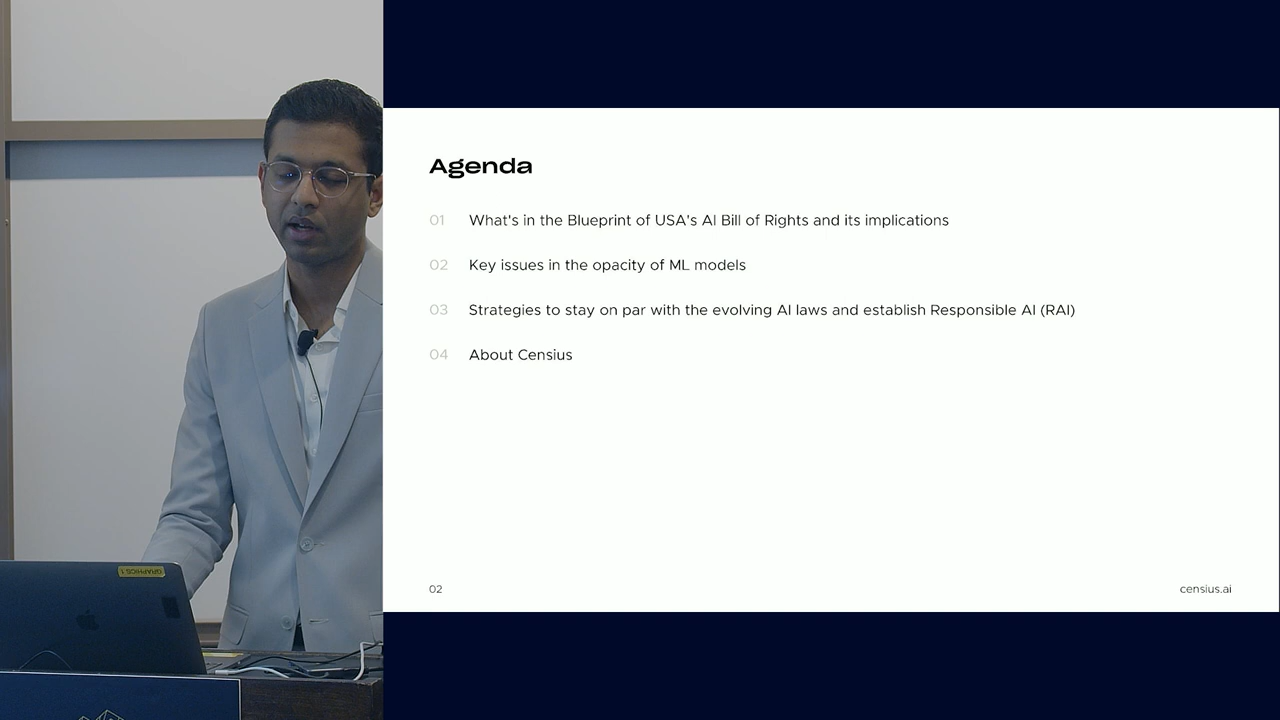 Agenda
01 What's in the Blueprint of USA's AI Bill of Rights and its implications
02 Key issues in the opacity of ML models
03 Strategies to stay on par with the evolving AI laws and establish Responsible AI (RAI)
04 About Censius
02 censius.ai
GRAPHICS 1